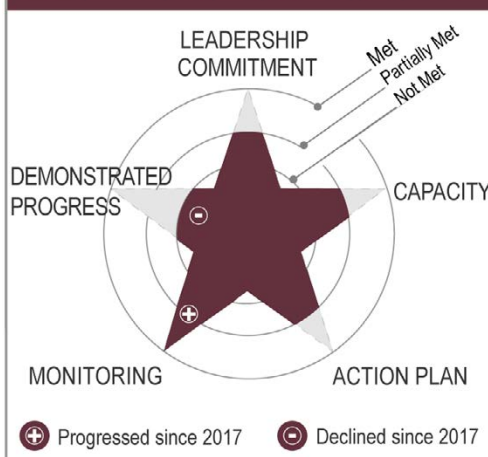 LEADERSHIP
COMMITMENT
Met
Partially Met
Not Met
DEMONSTRATED
PROGRESS
CAPACITY
MONITORING
ACTION PLAN
Progressed since 2017
Declined since 2017